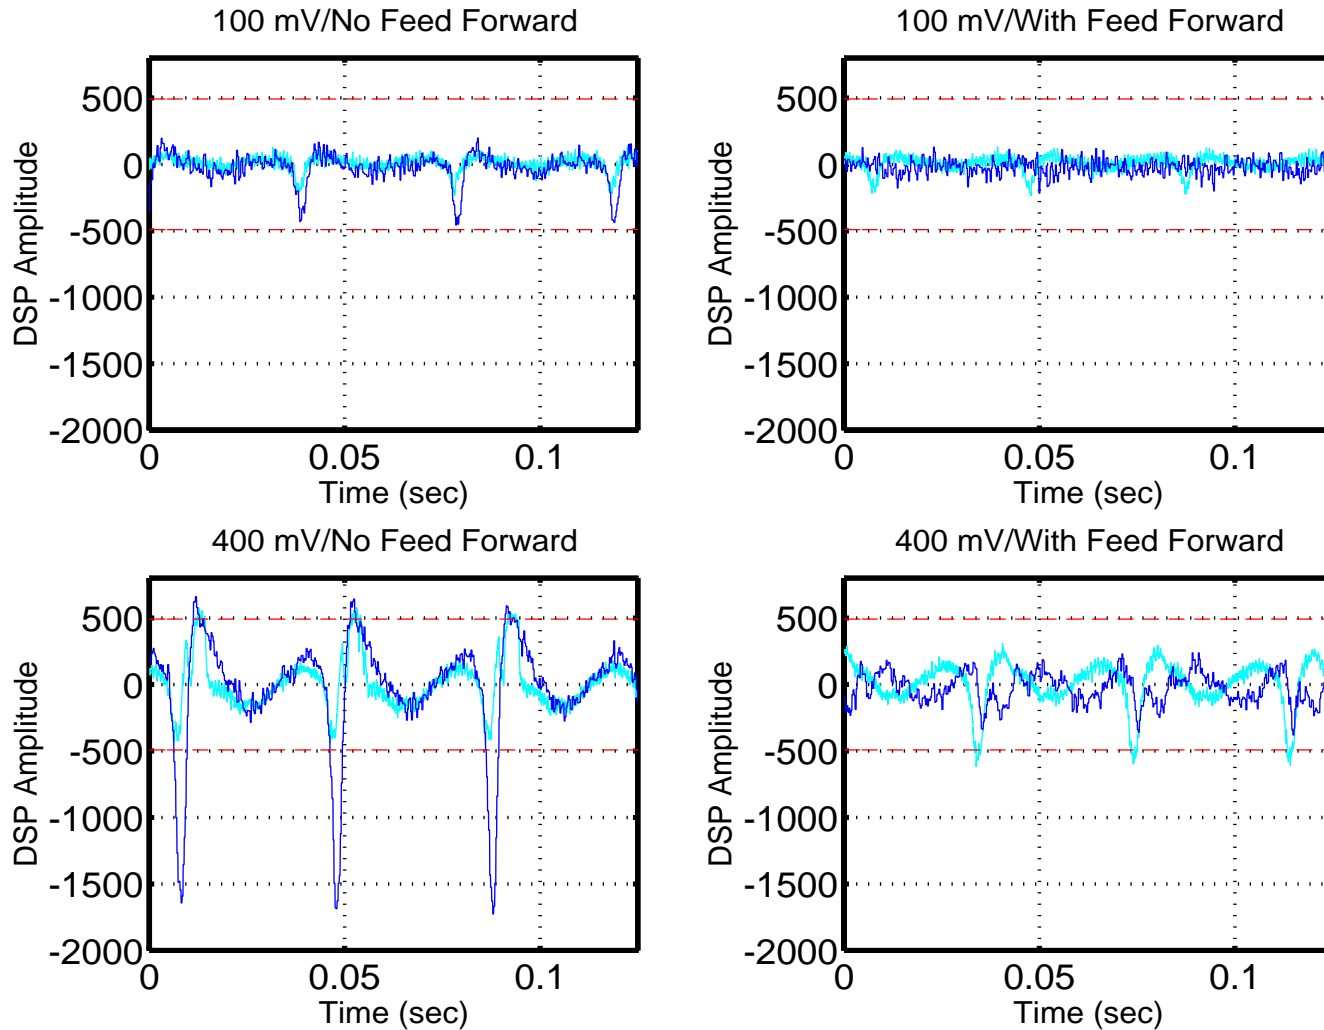 100 mV/No Feed Forward
500
0
-500
-1000
-1500
-2000
DSP Amplitude
0 0.05 0.1
Time (sec)
100 mV/With Feed Forward
500
0
-500
-1000
-1500
-2000
DSP Amplitude
0 0.05 0.1
Time (sec)
400 mV/No Feed Forward
500
0
-500
-1000
-1500
-2000
DSP Amplitude
0 0.05 0.1
Time (sec)
400 mV/With Feed Forward
500
0
-500
-1000
-1500
-2000
DSP Amplitude
0 0.05 0.1
Time (sec)